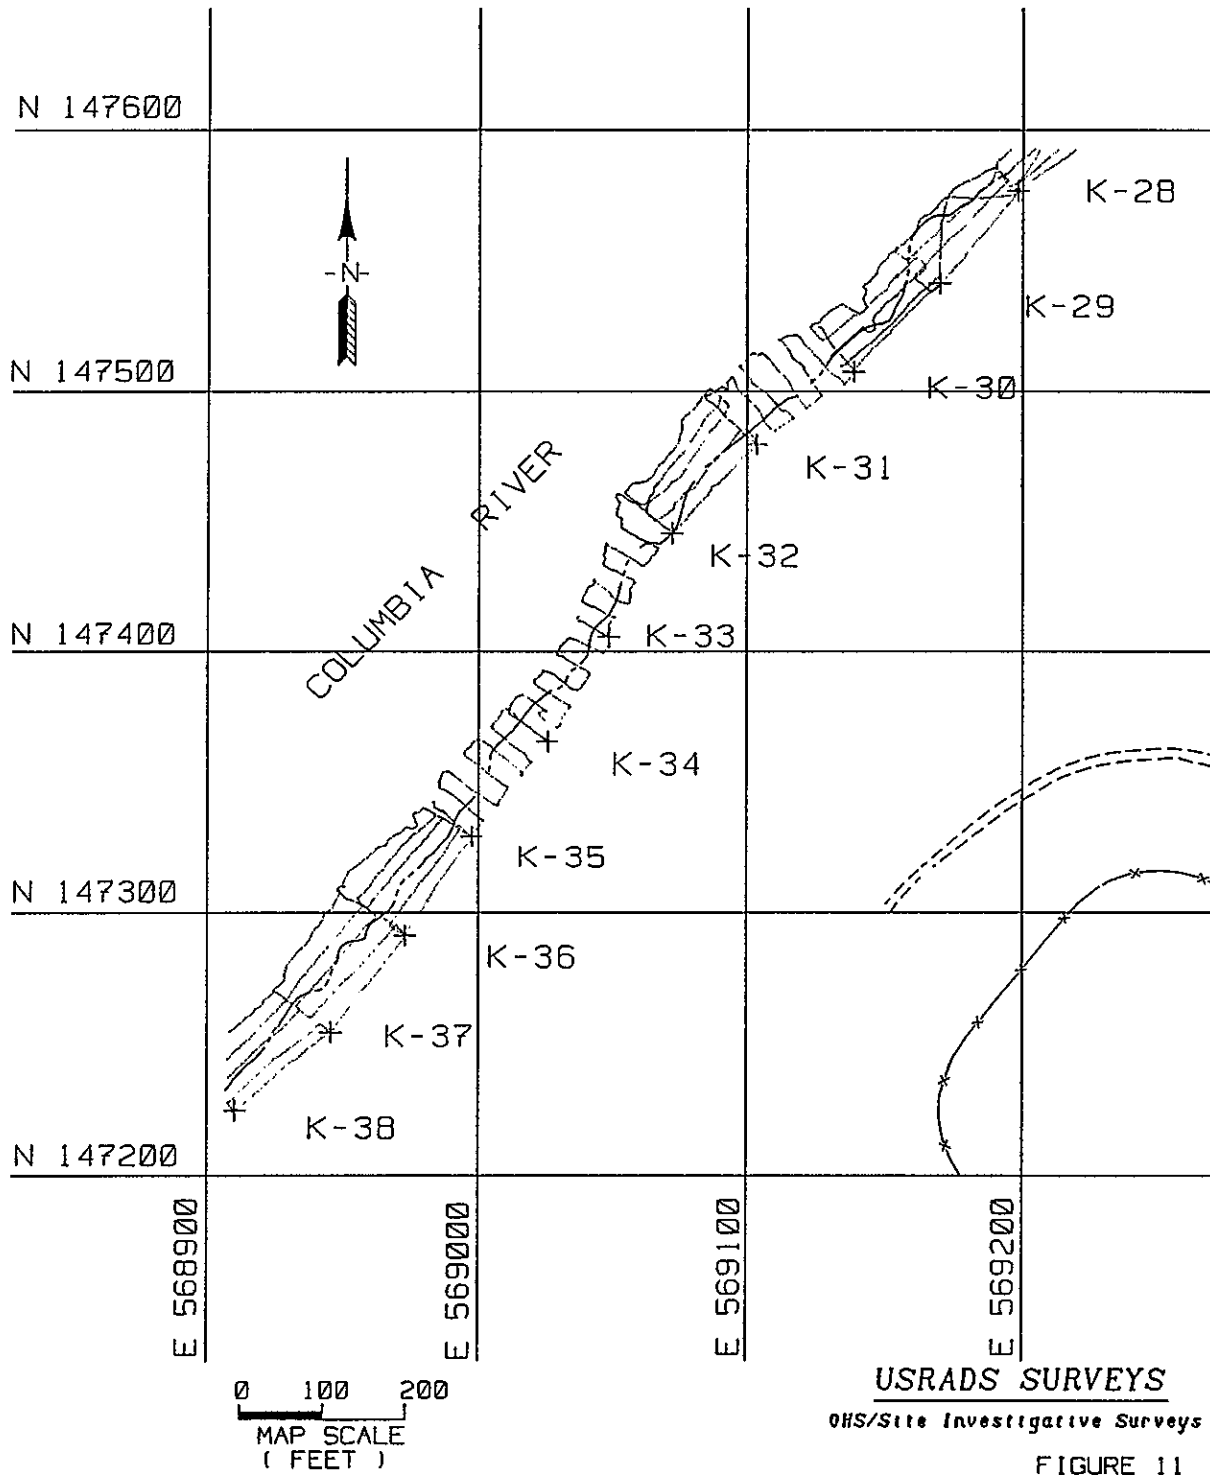 N 147600
K-28
-N-
K-29
N 147500
K-30
K-31
COLUMBIA RIVER
K-32
N 147400
K-33
K-34
K-35
N 147300
K-36
K-37
K-38
N 147200
E 568900
E 569000
E 569100
E 569200
0 100 200
MAP SCALE
( FEET )
USRADS SURVEYS
OHS/Site Investigative Surveys
FIGURE 11